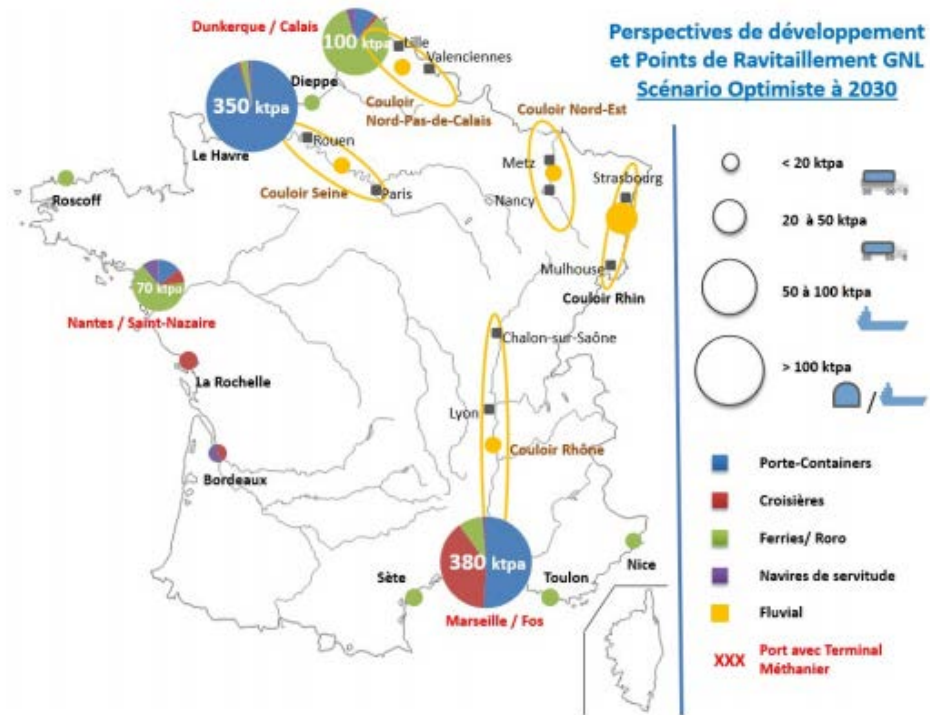 Perspectives de développement
et Points de Ravitaillement GNL
Scénario Optimiste à 2030
Dunkerque / Calais
100 ktpa
Lille
Valenciennes
Dieppe
Couloir
Nord-Pas-de-Calais
350 ktpa
Le Havre
Rouen
Couloir Seine
Paris
Couloir Nord-Est
Metz
Nancy
Strasbourg
Mulhouse
Couloir Rhin
Roscoff
70 ktpa
Nantes / Saint-Nazaire
La Rochelle
Bordeaux
Chalon-sur-Saône
Lyon
Couloir Rhône
380 ktpa
Marseille / Fos
Sète
Toulon
Nice
< 20 ktpa
20 à 50 ktpa
50 à 100 ktpa
> 100 ktpa
/
Porte-Containers
Croisières
Ferries/ Roro
Navires de servitude
Fluvial
XXX Port avec Terminal
Méthanier